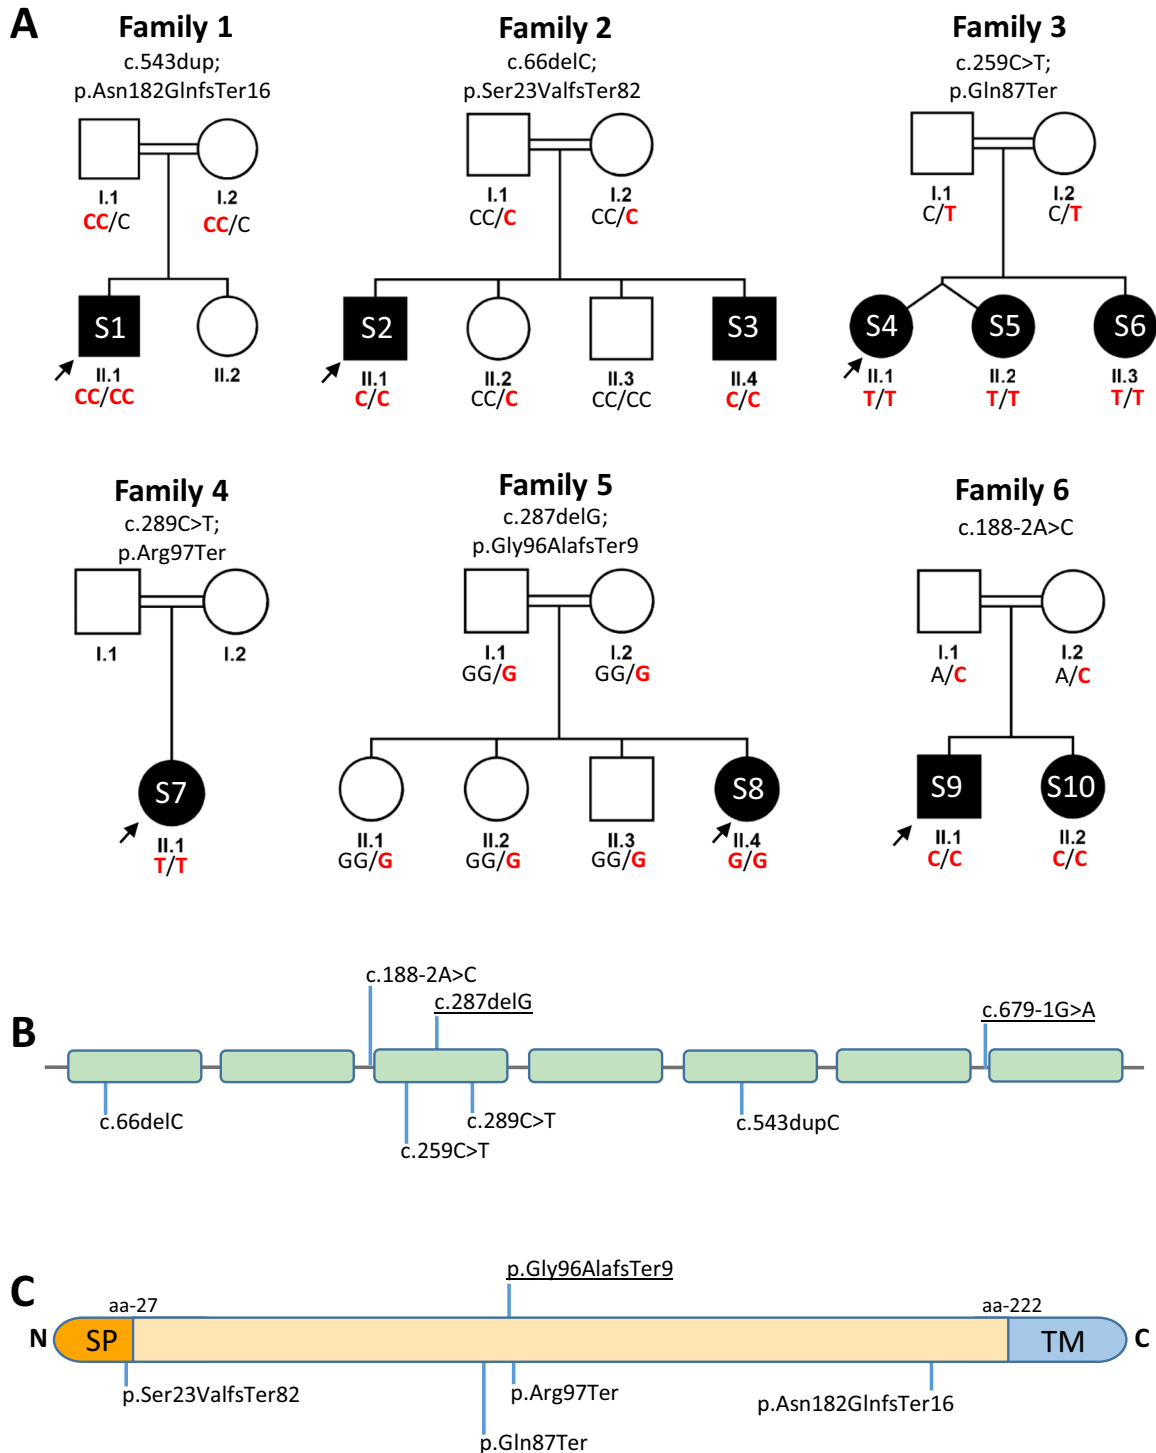 A
Family 1
c.543dup;
p.Asn182GlnfsTer16
I.1
CC/C
I.2
CC/C
S1
II.1
CC/CC
II.2
Family 2
c.66delC;
p.Ser23ValfsTer82
I.1
CC/C
I.2
CC/C
S2
II.1
C/C
II.2
CC/C
II.3
CC/CC
S3
II.4
C/C
Family 3
c.259C>T;
p.Gln87Ter
I.1
C/T
I.2
C/T
S4
II.1
T/T
S5
II.2
T/T
S6
II.3
T/T
Family 4
c.289C>T;
p.Arg97Ter
I.1
I.2
S7
II.1
T/T
Family 5
c.287delG;
p.Gly96AlafsTer9
I.1
GG/G
I.2
GG/G
II.1
GG/G
II.2
GG/G
II.3
GG/G
S8
II.4
G/G
Family 6
c.188-2A>C
I.1
A/C
I.2
A/C
S9
II.1
C/C
S10
II.2
C/C
B
c.188-2A>C
c.287delG
c.679-1G>A
c.66delC
c.259C>T
c.289C>T
c.543dupC
C
p.Gly96AlafsTer9
aa-27
aa-222
N
SP
TM
C
p.Ser23ValfsTer82
p.Gln87Ter
p.Arg97Ter
p.Asn182GlnfsTer16